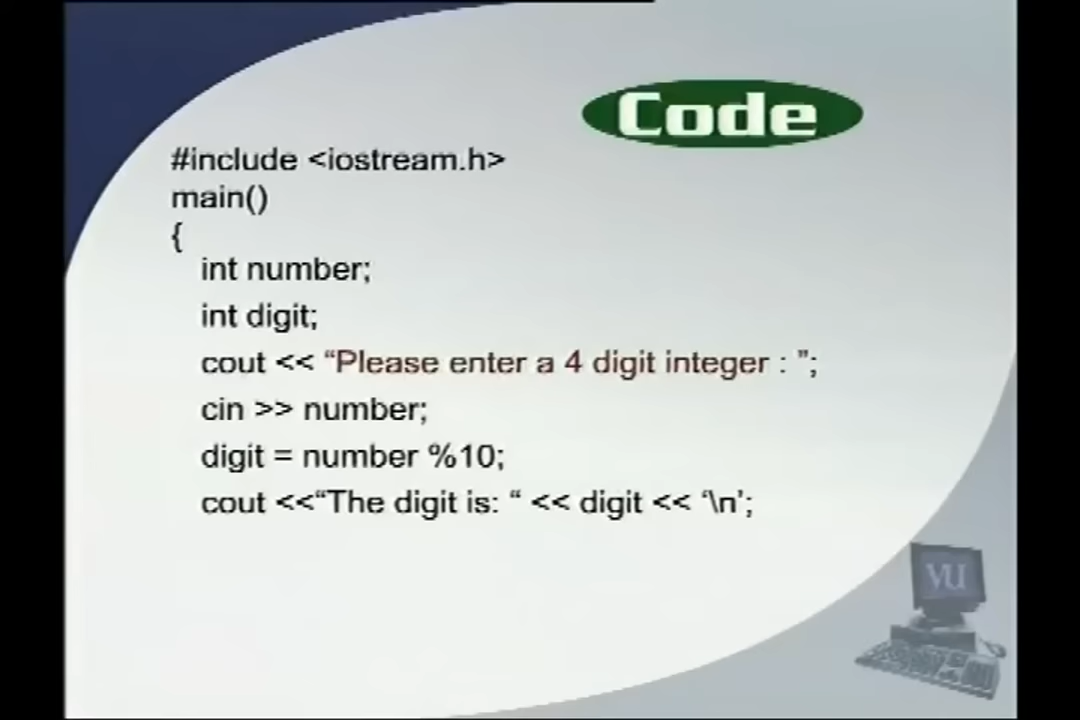 Code
#include <iostream.h>
main()
{
int number;
int digit;
cout << “Please enter a 4 digit integer : ”;
cin >> number;
digit = number %10;
cout <<“The digit is: “ << digit << ‘\n’;
VU